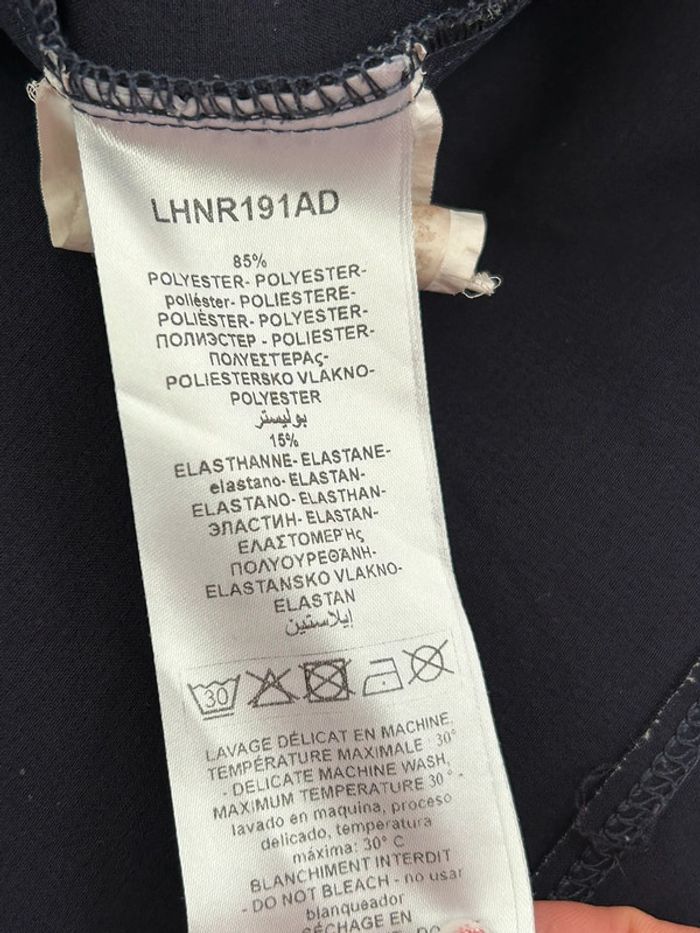 LHNR191AD
85%
POLYESTER- POLYESTER-
poliéster- POLIESTERE-
POLIÉSTER- POLYESTER-
ПОЛИЭСТЕР - POLIESTER-
ΠΟΛΥΕΣΤΕΡΑς-
POLIESTERSKO VLAKNO-
POLYESTER
بوليستر
15%
ELASTHANNE- ELASTANE-
elastano- ELASTAN-
ELASTANO- ELASTHAN-
ЭЛАСТИН- ELASTAN-
ΕΛΑΣΤΟΜΕΡΉς
ΠΟΛΥΟΥΡΕΘΆΝΗ-
ELASTANSKO VLAKNO-
ELASTAN
إيلاستين
30
LAVAGE DÉLICAT EN MACHINE,
TEMPÉRATURE MAXIMALE : 30°
- DELICATE MACHINE WASH,
MAXIMUM TEMPERATURE 30° -
lavado en maquina, proceso
delicado, temperatura
máxima: 30° C
BLANCHIMENT INTERDIT
- DO NOT BLEACH - no usar
blanqueador
SÉCHAGE EN
DO